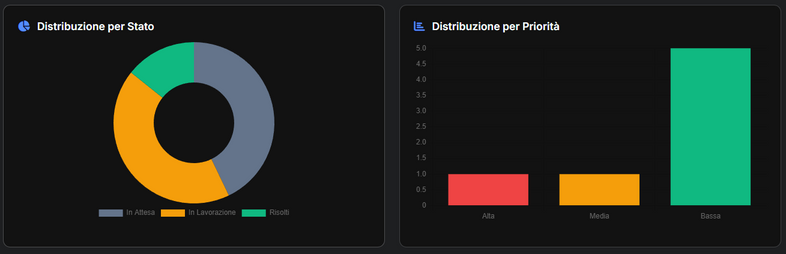 Distribuzione per Stato
In Attesa In Lavorazione Risolti
Distribuzione per Priorità
5.0
4.5
4.0
3.5
3.0
2.5
2.0
1.5
1.0
0.5
0
Alta Media Bassa